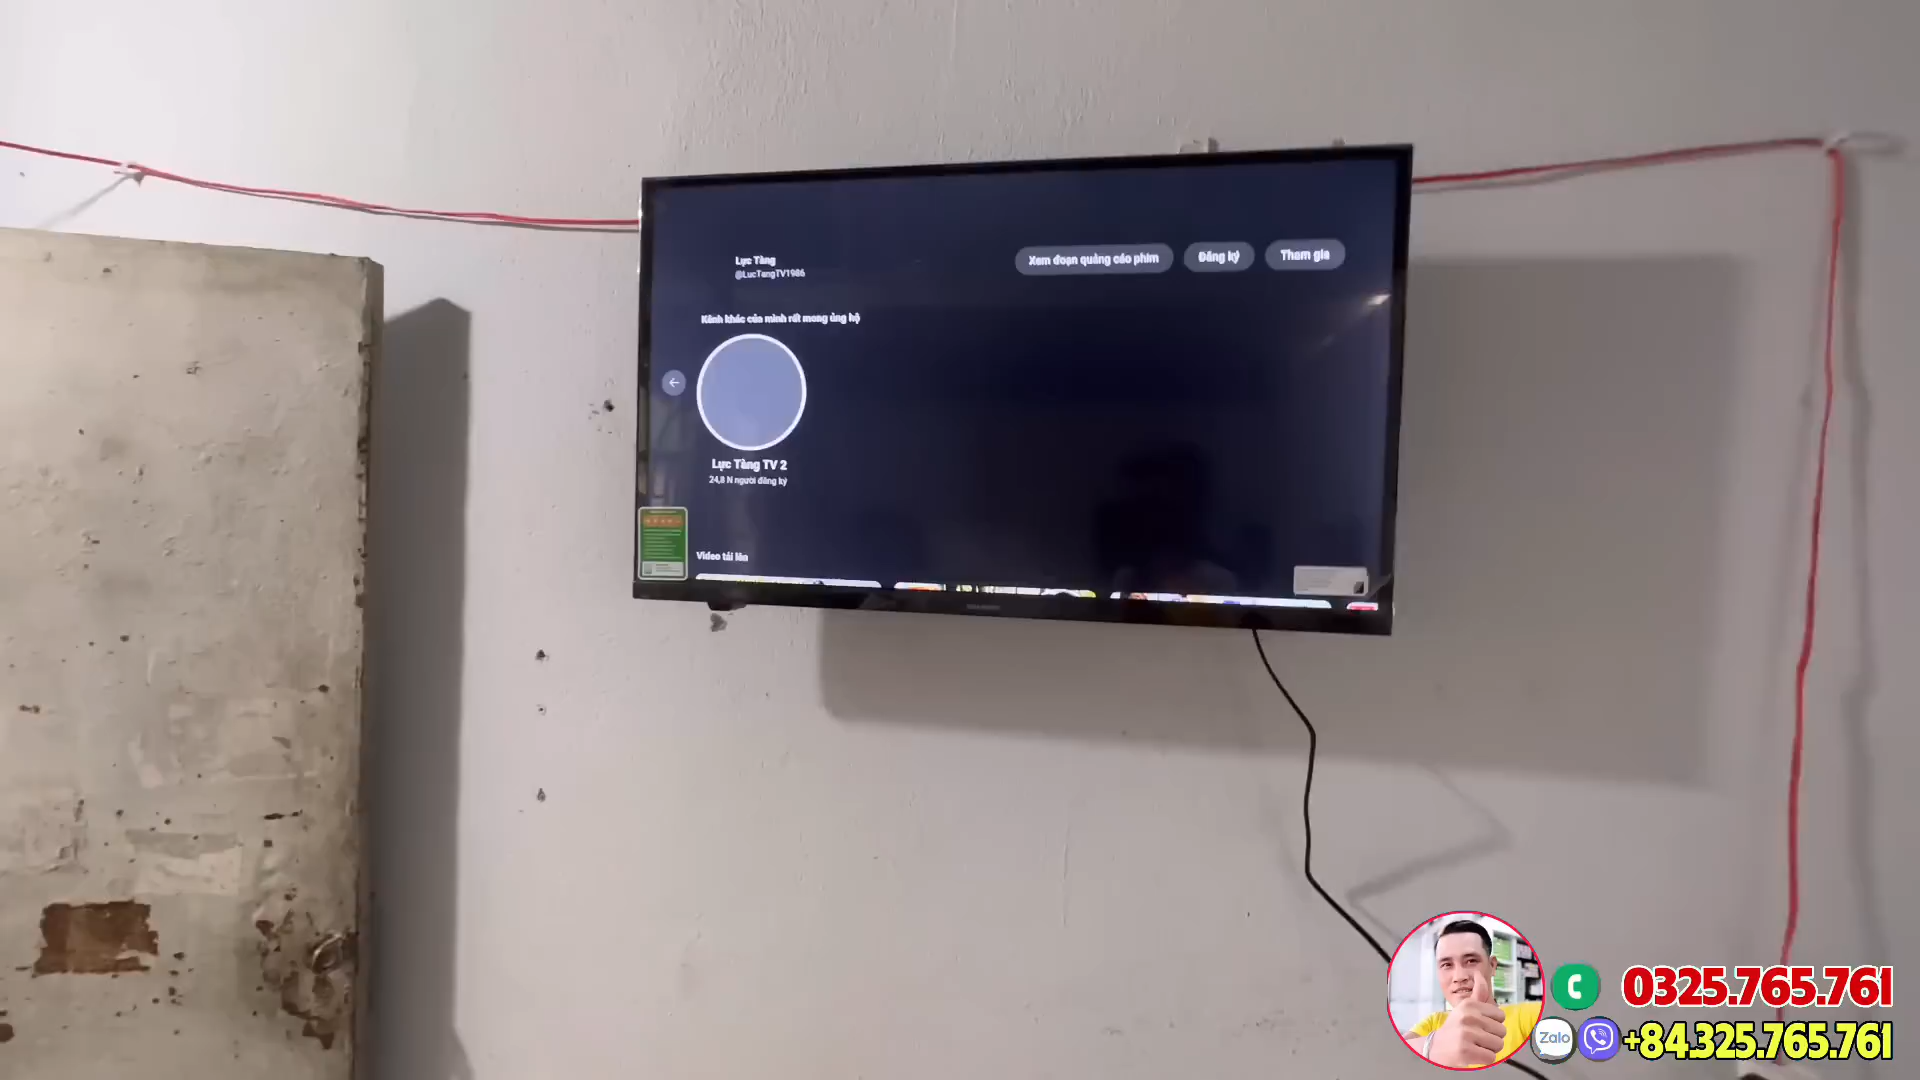 Lực Tàng
@LucTangTV1986
Xem đoạn quảng cáo phim
Đăng ký
Tham gia
Kênh khác của mình rất mong ủng hộ
Lực Tàng TV 2
24,8 N người đăng ký
Video tải lên
0325.765.761
Zalo
+84.325.765.761